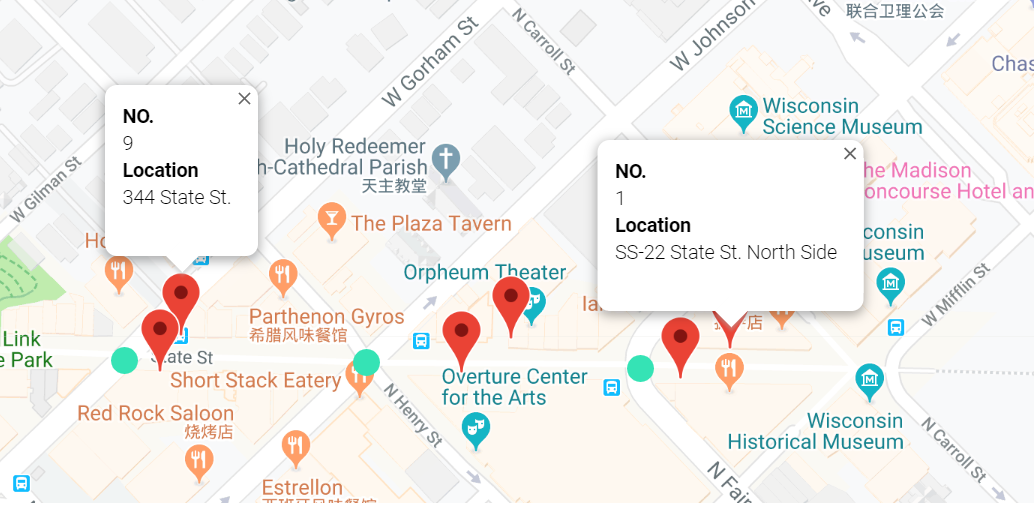 联合卫理公会
N Carroll St
W Johnson
W Gorham St
Wisconsin
Science Museum
NO.
9
Location
344 State St.
Holy Redeemer
h-Cathedral Parish
天主教堂
NO.
1
Location
SS-22 State St. North Side
he Madison
oncourse Hotel an
W Gilman St
The Plaza Tavern
Orpheum Theater
W Mifflin St
Parthenon Gyros
希腊风味餐馆
Link
e Park
State St
Short Stack Eatery
Overture Center
for the Arts
N Henry St
Red Rock Saloon
烧烤店
Wisconsin
Historical Museum
N Carroll St
Estrellon
N Fair